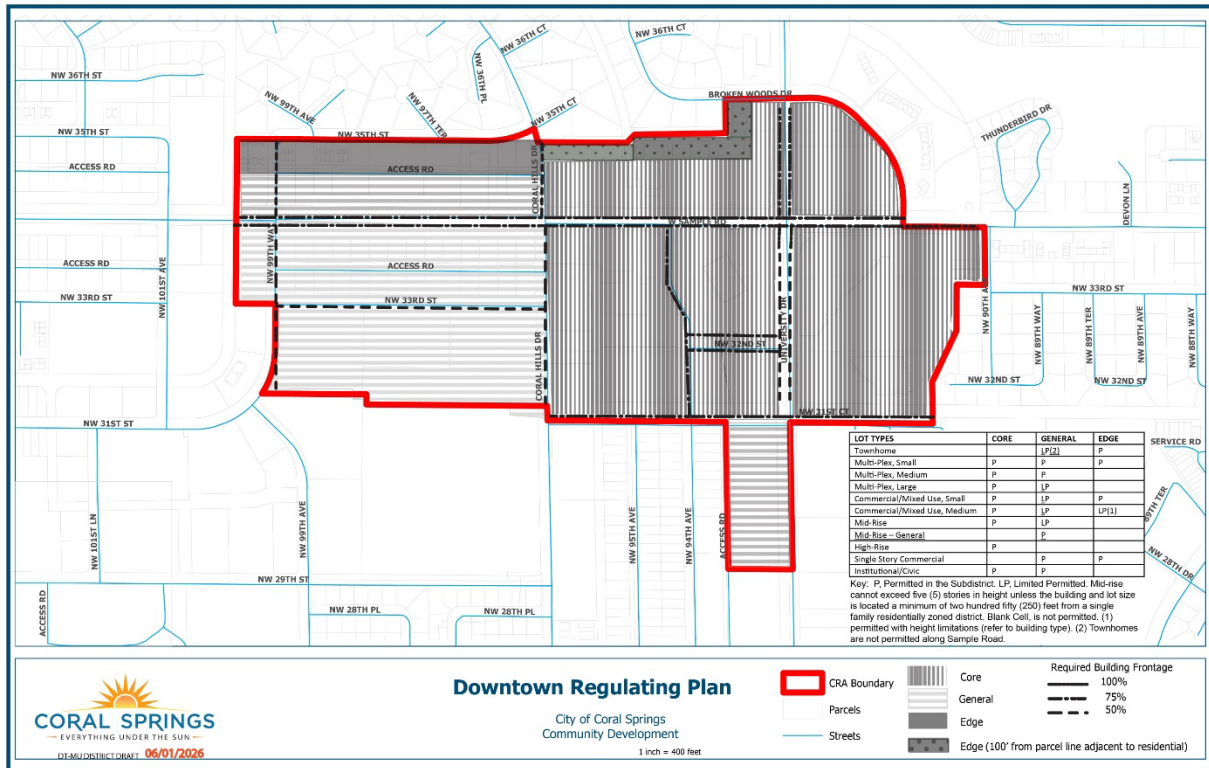 NW 36TH CT
NW 36TH CT
NW 36TH ST
NW 36TH PL
NW 99TH AVE
NW 97TH TER
NW 35TH CT
BROKEN WOODS DR
THUNDERBIRD DR
NW 35TH ST
NW 35TH ST
ACCESS RD
ACCESS RD
CORAL HILLS DR
DEVON LN
W SAMPLE RD
NW 101ST AVE
NW 99TH WAY
ACCESS RD
ACCESS RD
NW 33RD ST
NW 33RD ST
NW 33RD ST
UNIVERSITY DR
NW 32ND ST
NW 89TH WAY
NW 89TH TER
NW 89TH AVE
NW 88TH WAY
CORAL HILLS DR
NW 32ND ST
NW 32ND ST
NW 31ST CT
NW 31ST ST
SERVICE RD
NW 101ST LN
NW 99TH AVE
NW 95TH AVE
NW 94TH AVE
ACCESS RD
NW 28TH DR
NW 29TH ST
ACCESS RD
NW 28TH PL
NW 28TH PL
LOT TYPES CORE GENERAL EDGE
Townhome LP(2) P
Multi-Plex, Small P P P
Multi-Plex, Medium P P
Multi-Plex, Large P LP
Commercial/Mixed Use, Small P LP P
Commercial/Mixed Use, Medium P LP LP(1)
Mid-Rise P LP
Mid-Rise – General P
High-Rise P
Single Story Commercial P P
Institutional/Civic P P
Key: P, Permitted in the Subdistrict. LP, Limited Permitted. Mid-rise
cannot exceed five (5) stories in height unless the building and lot size
is located a minimum of two hundred fifty (250) feet from a single
family residentially zoned district. Blank Cell, is not permitted. (1)
permitted with height limitations (refer to building type). (2) Townhomes
are not permitted along Sample Road.
CORAL SPRINGS
EVERYTHING UNDER THE SUN
DT-MU DISTRICT DRAFT 06/01/2026
Downtown Regulating Plan
City of Coral Springs
Community Development
1 inch = 400 feet
CRA Boundary
Parcels
Streets
Core
General
Edge
Edge (100' from parcel line adjacent to residential)
Required Building Frontage
100%
75%
50%